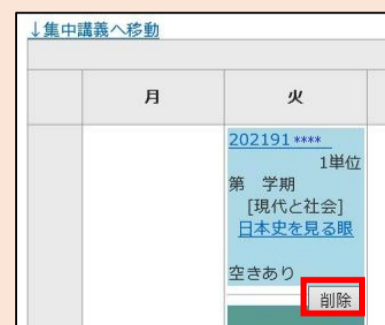 ↓集中講義へ移動
月
火
202191****
1単位
第 学期
[現代と社会]
日本史を見る眼
空きあり
削除